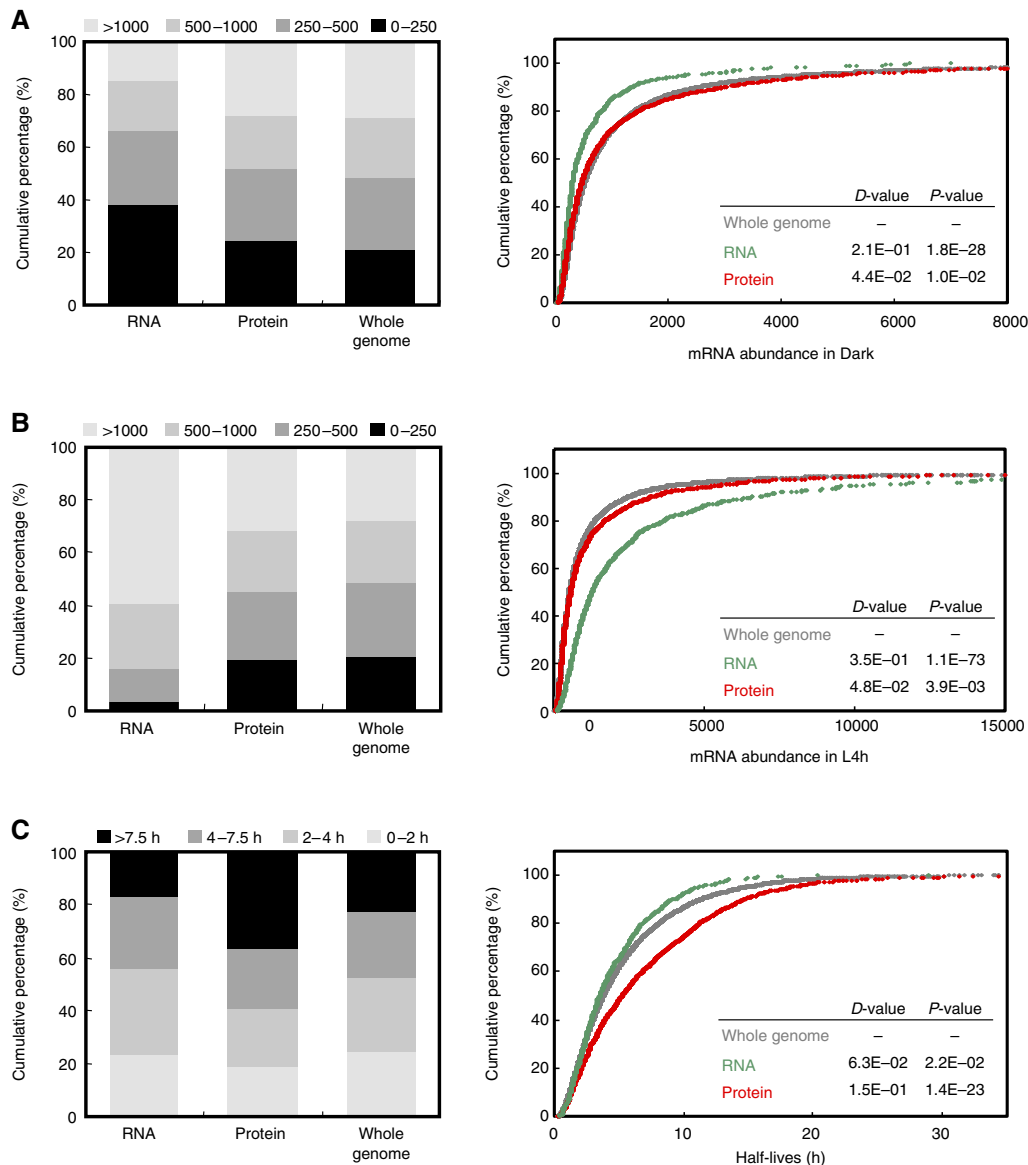 A
>1000 500–1000 250–500 0–250
Cumulative percentage (%)
100
80
60
40
20
0
RNA Protein Whole
genome
Cumulative percentage (%)
100
80
60
40
20
0
D-value P-value
Whole genome – –
RNA 2.1E–01 1.8E–28
Protein 4.4E–02 1.0E–02
0 2000 4000 6000 8000
mRNA abundance in Dark
B
>1000 500–1000 250–500 0–250
Cumulative percentage (%)
100
80
60
40
20
0
RNA Protein Whole
genome
Cumulative percentage (%)
100
80
60
40
20
0
D-value P-value
Whole genome – –
RNA 3.5E–01 1.1E–73
Protein 4.8E–02 3.9E–03
0 5000 10000 15000
mRNA abundance in L4h
C
>7.5 h 4–7.5 h 2–4 h 0–2 h
Cumulative percentage (%)
100
80
60
40
20
0
RNA Protein Whole
genome
Cumulative percentage (%)
100
80
60
40
20
0
D-value P-value
Whole genome – –
RNA 6.3E–02 2.2E–02
Protein 1.5E–01 1.4E–23
0 10 20 30
Half-lives (h)